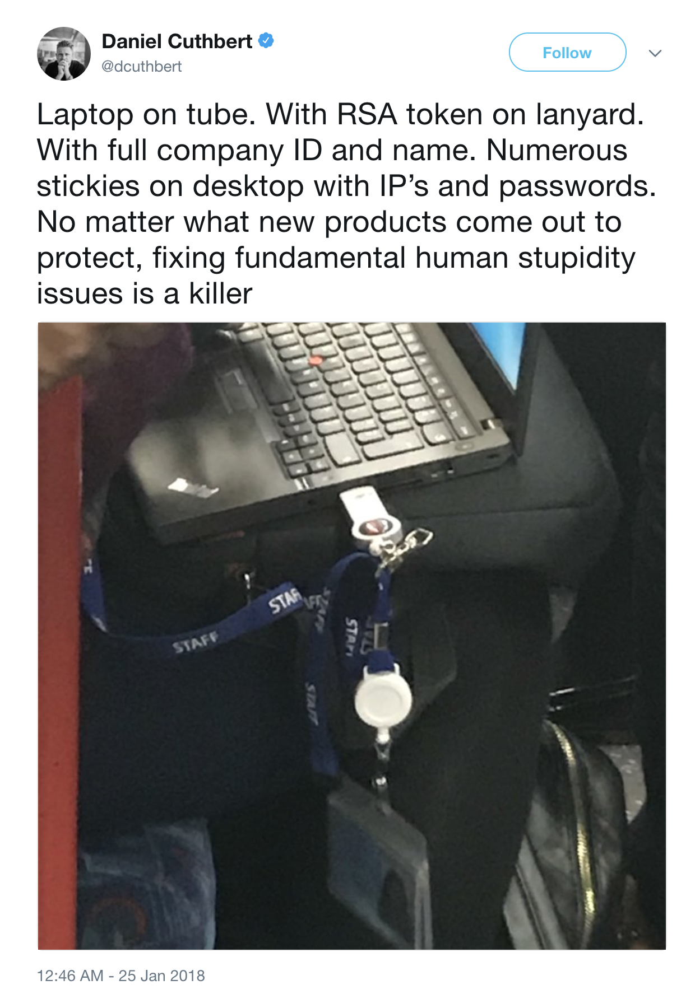 Daniel Cuthbert
@dcuthbert
Follow
Laptop on tube. With RSA token on lanyard.
With full company ID and name. Numerous
stickies on desktop with IP’s and passwords.
No matter what new products come out to
protect, fixing fundamental human stupidity
issues is a killer
STAFF
STAFF
STAFF
12:46 AM - 25 Jan 2018